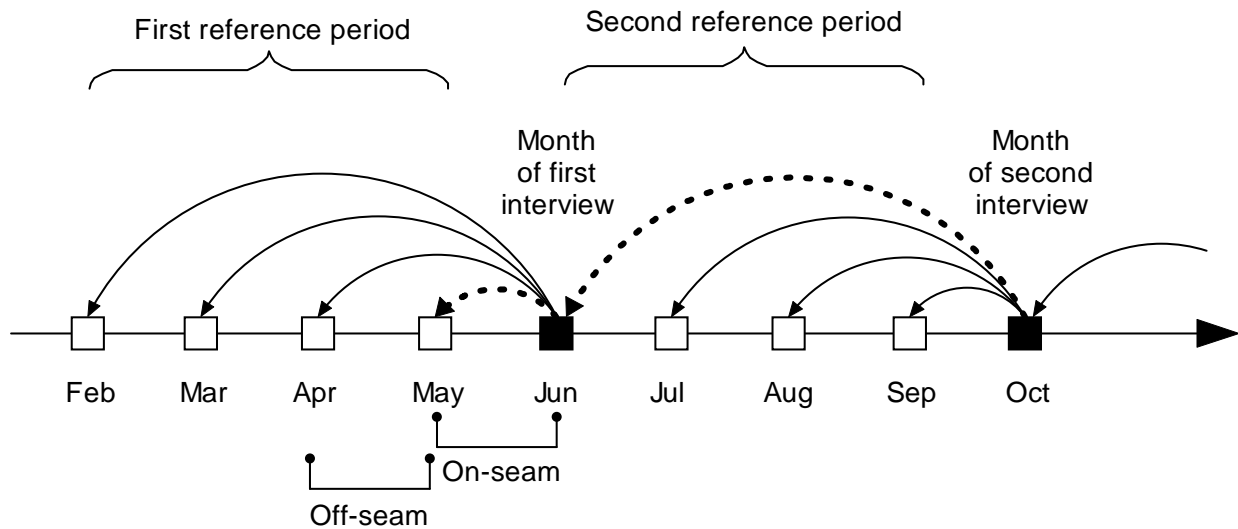 First reference period
Second reference period
Month
of first
interview
Month
of second
interview
Feb
Mar
Apr
May
Jun
Jul
Aug
Sep
Oct
On-seam
Off-seam